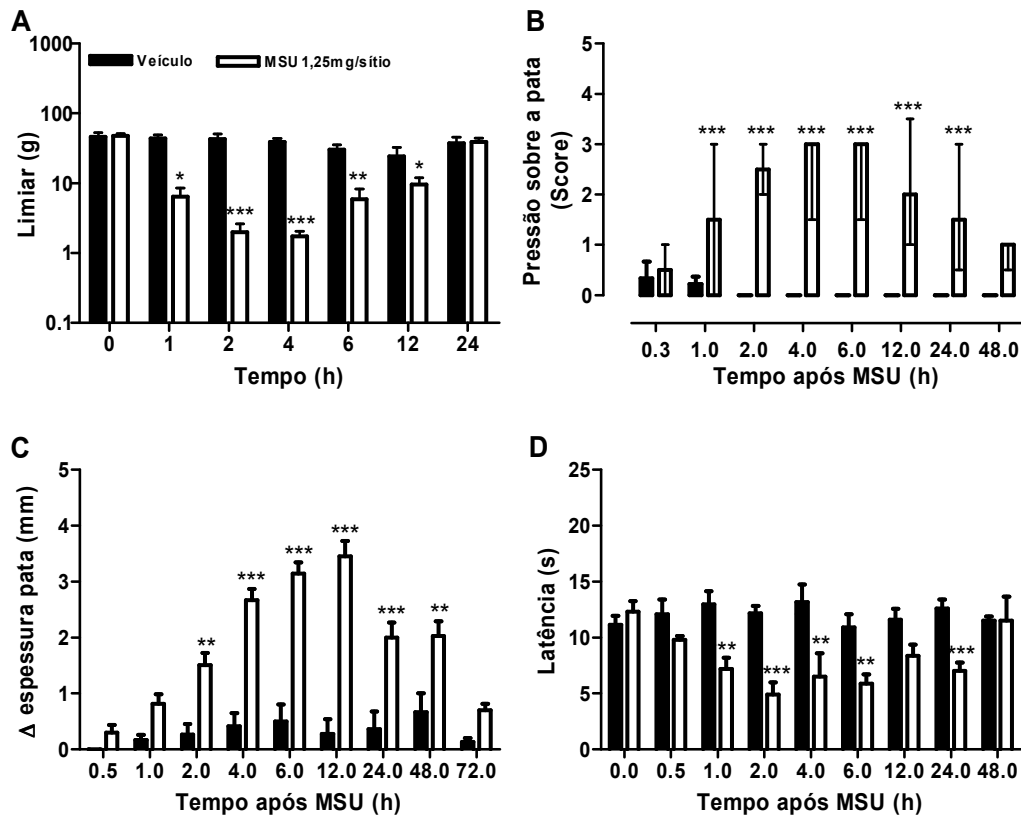 A
1000
100
10
1
0.1
Limiar (g)
Veículo
MSU 1,25mg/sítio
*
***
***
**
*
0 1 2 4 6 12 24
Tempo (h)
B
5
4
3
2
1
0
Pressão sobre a pata
(Score)
***
***
***
***
***
***
0.3 1.0 2.0 4.0 6.0 12.0 24.0 48.0
Tempo após MSU (h)
C
5
4
3
2
1
0
Δ espessura pata (mm)
**
***
***
***
***
**
0.5 1.0 2.0 4.0 6.0 12.0 24.0 48.0 72.0
Tempo após MSU (h)
D
25
20
15
10
5
0
Latência (s)
**
***
**
**
***
0.0 0.5 1.0 2.0 4.0 6.0 12.0 24.0 48.0
Tempo após MSU (h)